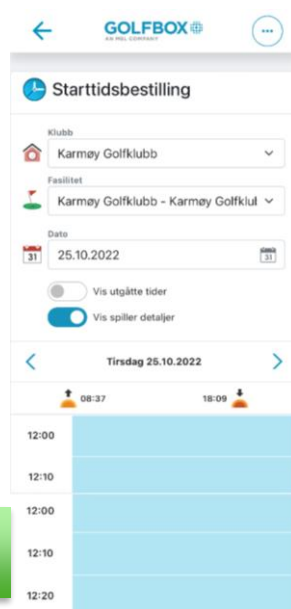 GOLFBOX
AN MGL COMPANY
Starttidsbestilling
Klubb
Karmøy Golfklubb
Fasilitet
Karmøy Golfklubb - Karmøy Golfklul
Dato
31 25.10.2022 31
Vis utgåtte tider
Vis spiller detaljer
Tirsdag 25.10.2022
08:37 18:09
12:00
12:10
12:00
12:10
12:20